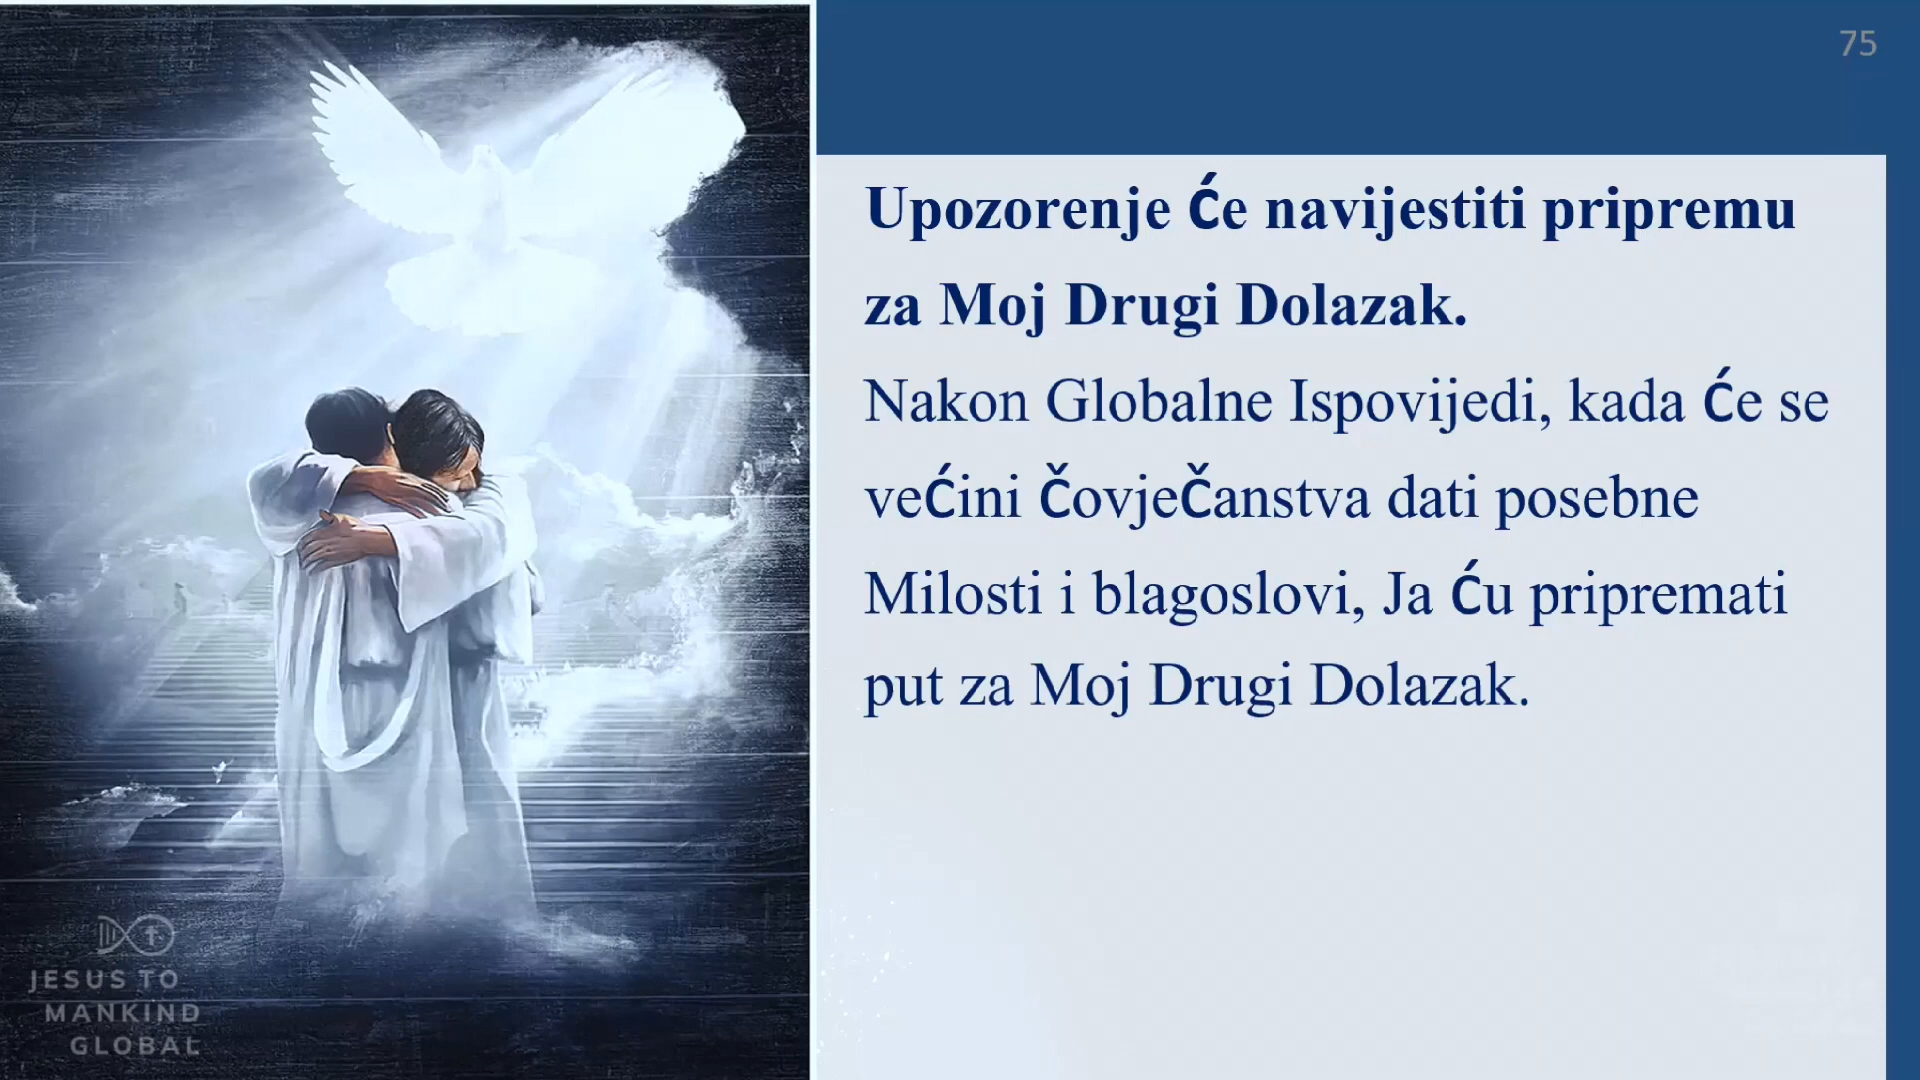 75
Upozorenje će navijestiti pripremu
za Moj Drugi Dolazak.
Nakon Globalne Ispovijedi, kada će se
većini čovječanstva dati posebne
Milosti i blagoslovi, Ja ću pripremati
put za Moj Drugi Dolazak.
JESUS TO
MANKIND
GLOBAL